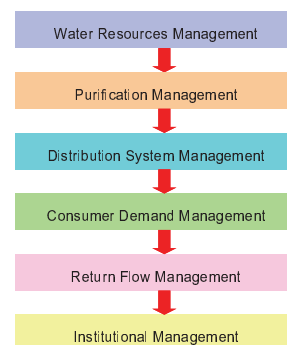 Water Resources Management
Purification Management
Distribution System Management
Consumer Demand Management
Return Flow Management
Institutional Management